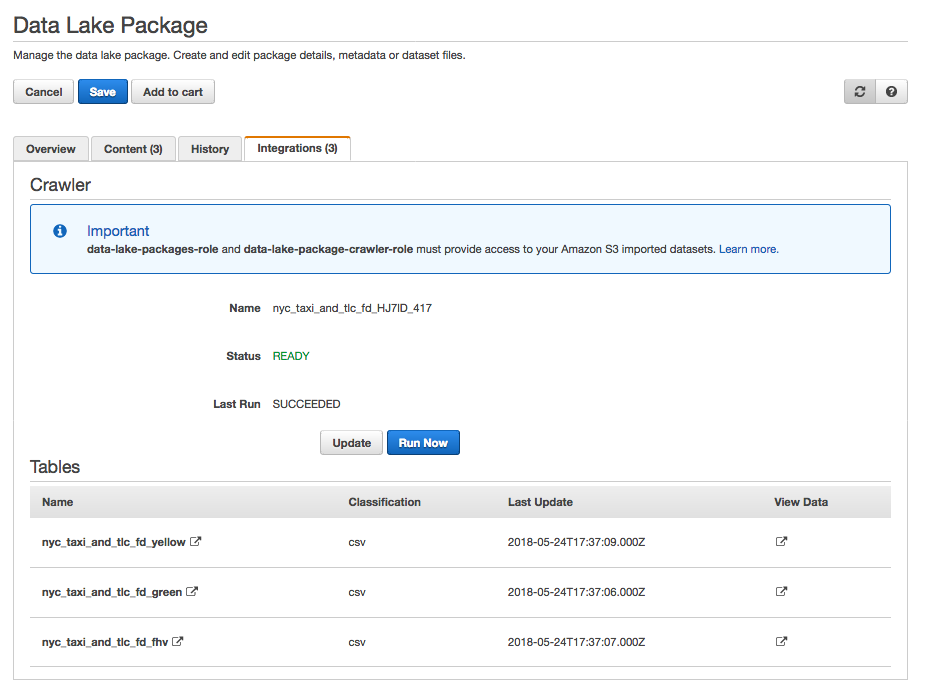 Data Lake Package
Manage the data lake package. Create and edit package details, metadata or dataset files.
Cancel Save Add to cart
Overview Content (3) History Integrations (3)
Crawler
Important
data-lake-packages-role and data-lake-package-crawler-role must provide access to your Amazon S3 imported datasets. Learn more.
Name nyc_taxi_and_tlc_fd_HJ7lD_417
Status READY
Last Run SUCCEEDED
Update Run Now
Tables
Name Classification Last Update View Data
nyc_taxi_and_tlc_fd_yellow csv 2018-05-24T17:37:09.000Z
nyc_taxi_and_tlc_fd_green csv 2018-05-24T17:37:06.000Z
nyc_taxi_and_tlc_fd_fhv csv 2018-05-24T17:37:07.000Z